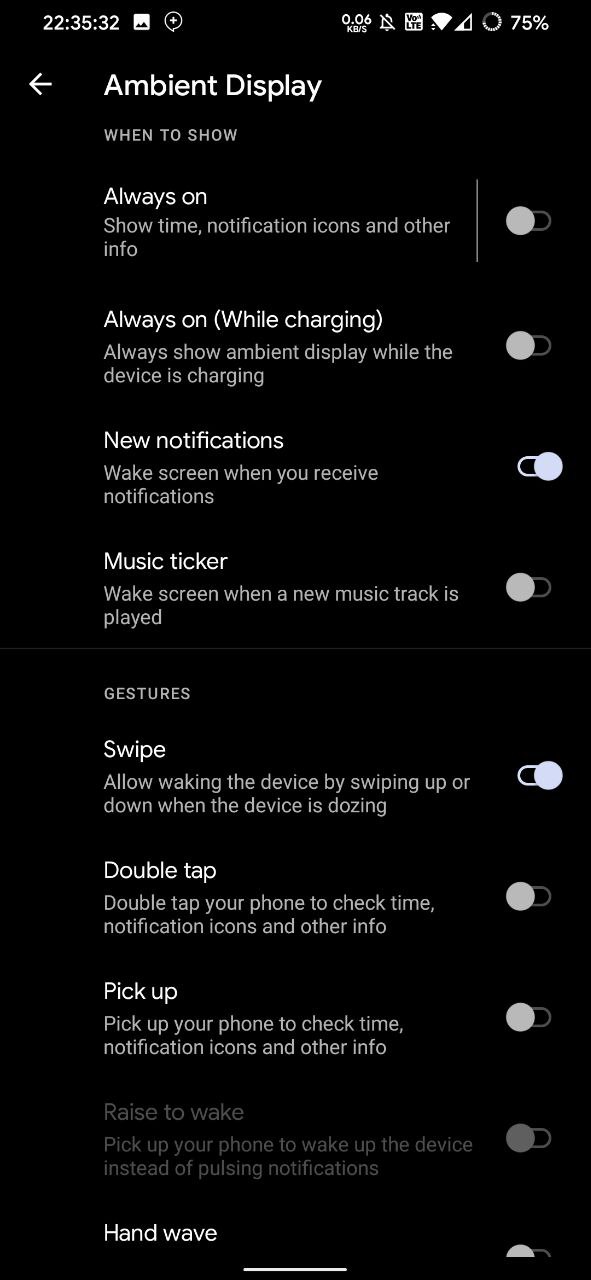 22:35:32
0.06
KB/S
Vo
LTE
75%
Ambient Display
WHEN TO SHOW
Always on
Show time, notification icons and other
info
Always on (While charging)
Always show ambient display while the
device is charging
New notifications
Wake screen when you receive
notifications
Music ticker
Wake screen when a new music track is
played
GESTURES
Swipe
Allow waking the device by swiping up or
down when the device is dozing
Double tap
Double tap your phone to check time,
notification icons and other info
Pick up
Pick up your phone to check time,
notification icons and other info
Raise to wake
Pick up your phone to wake up the device
instead of pulsing notifications
Hand wave